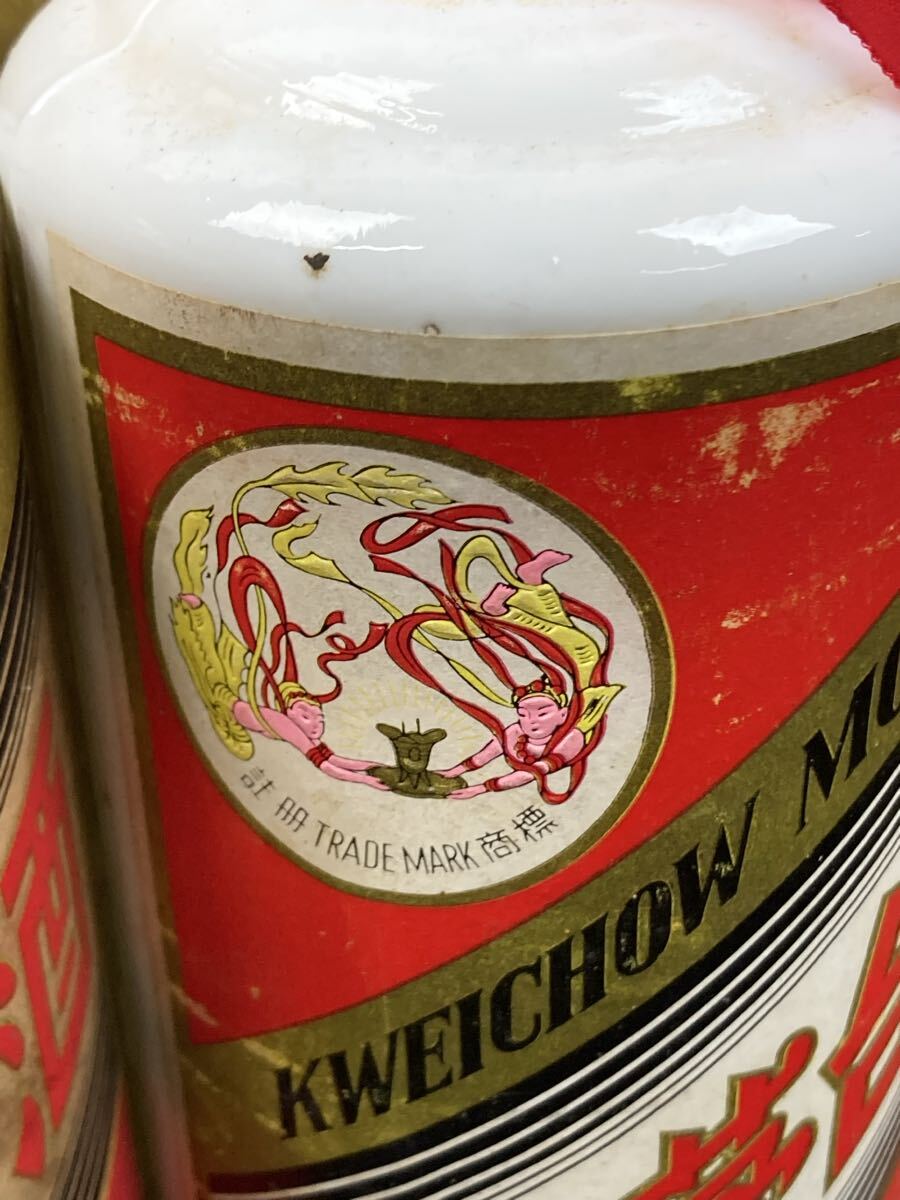 註册 TRADE MARK 商標
KWEICHOW MO